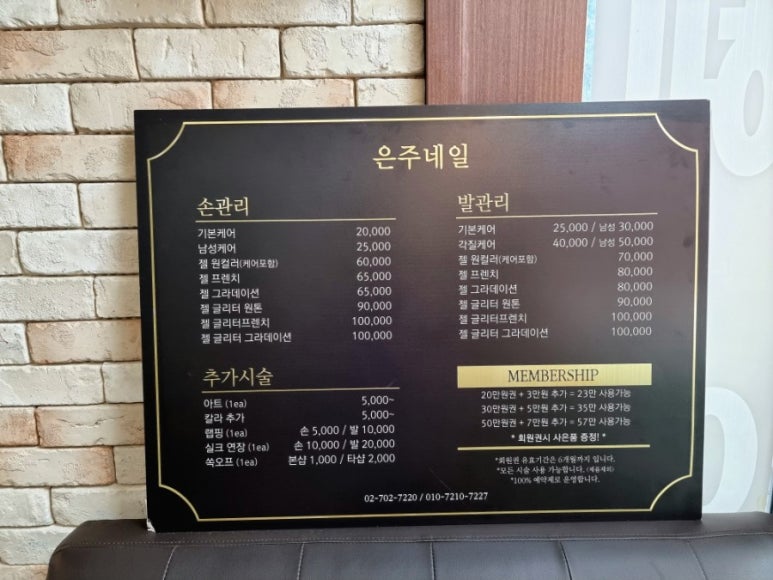 은주네일
손관리
기본케어 20,000
남성케어 25,000
젤 원컬러(케어포함) 60,000
젤 프렌치 65,000
젤 그라데이션 65,000
젤 글리터 원톤 90,000
젤 글리터프렌치 100,000
젤 글리터 그라데이션 100,000
추가시술
아트 (1ea) 5,000~
칼라 추가 5,000~
랩핑 (1ea) 손 5,000 / 발 10,000
실크 연장 (1ea) 손 10,000 / 발 20,000
쏙오프 (1ea) 본샵 1,000 / 타샵 2,000
발관리
기본케어 25,000 / 남성 30,000
각질케어 40,000 / 남성 50,000
젤 원컬러(케어포함) 70,000
젤 프렌치 80,000
젤 그라데이션 80,000
젤 글리터 원톤 90,000
젤 글리터프렌치 100,000
젤 글리터 그라데이션 100,000
MEMBERSHIP
20만원권 + 3만원 추가 = 23만 사용가능
30만원권 + 5만원 추가 = 35만 사용가능
50만원권 + 7만원 추가 = 57만 사용가능
* 회원권시 사은품 증정! *
*회원권 유효기간은 6개월까지 입니다.
*모든 시술 사용 가능합니다. (제품제외)
*100% 예약제로 운영합니다.
02-702-7220 / 010-7210-7227